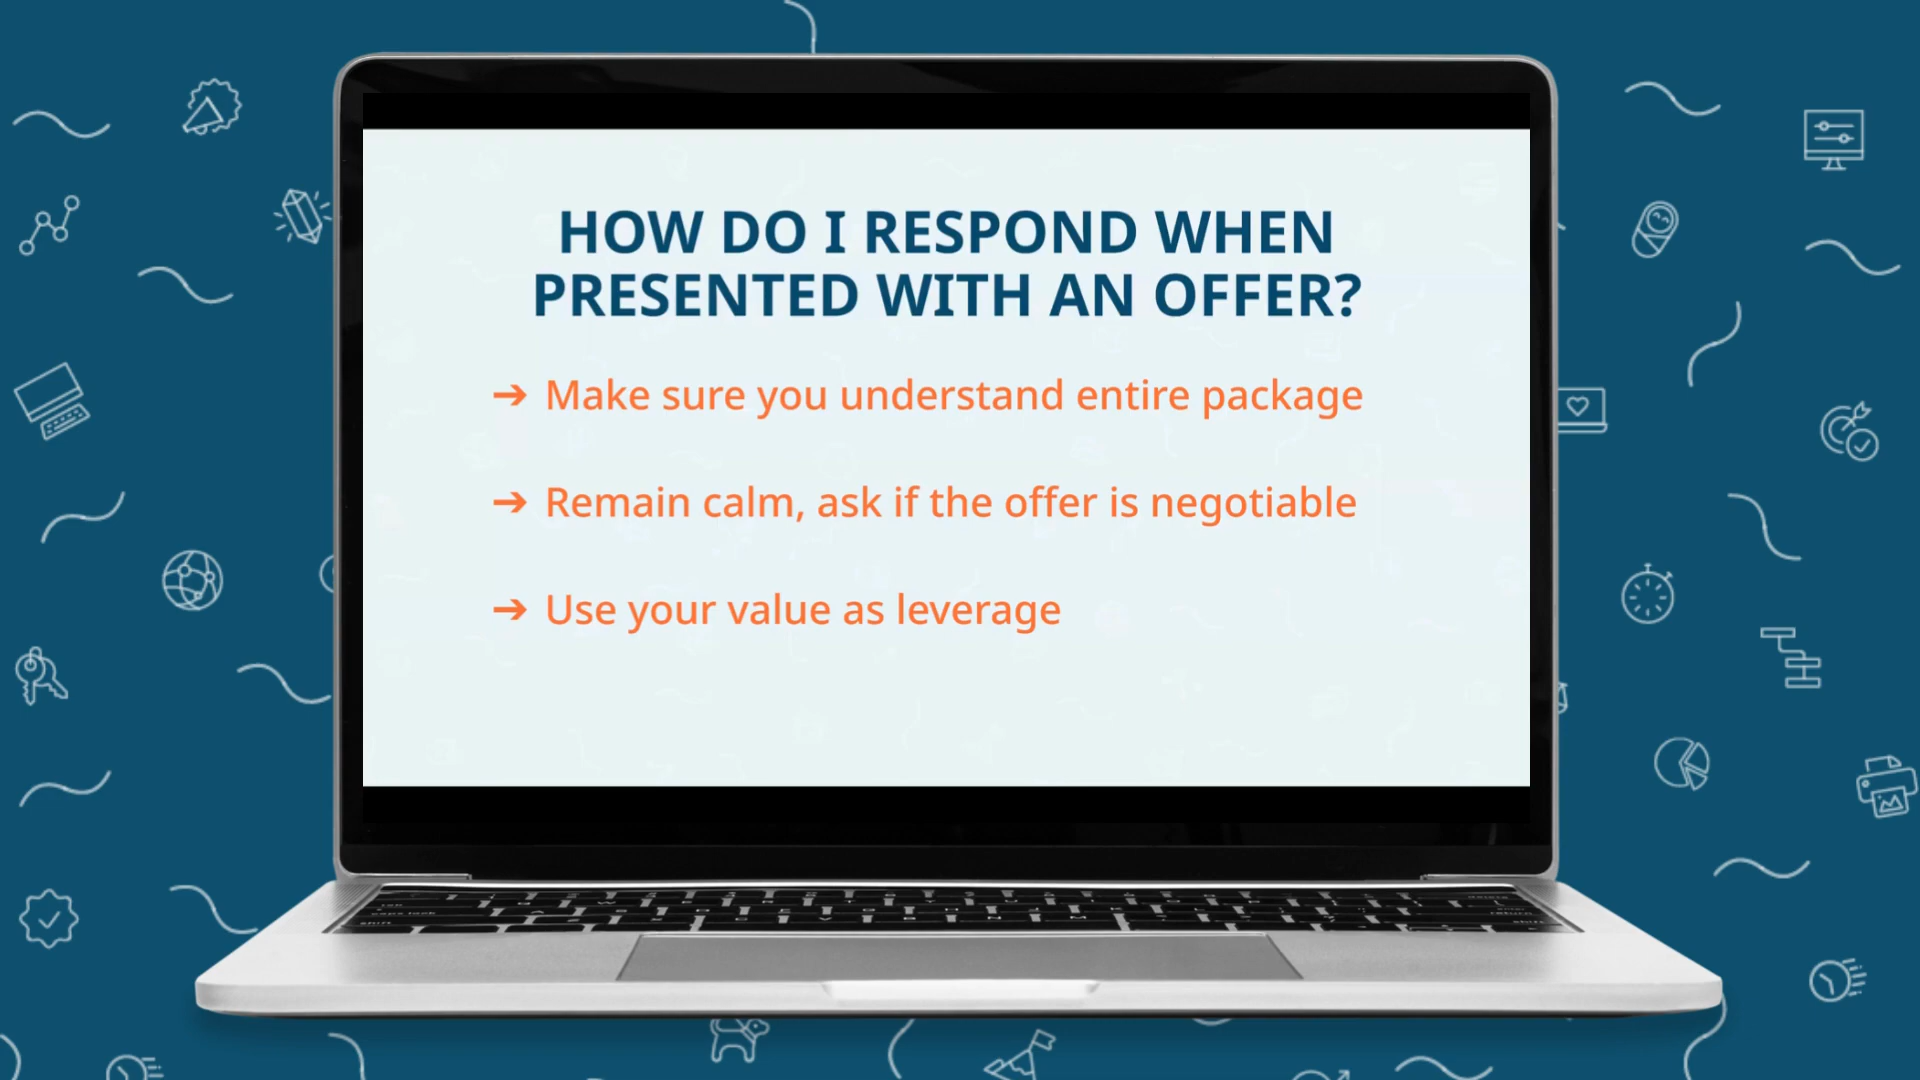 HOW DO I RESPOND WHEN
PRESENTED WITH AN OFFER?
➔ Make sure you understand entire package
➔ Remain calm, ask if the offer is negotiable
➔ Use your value as leverage